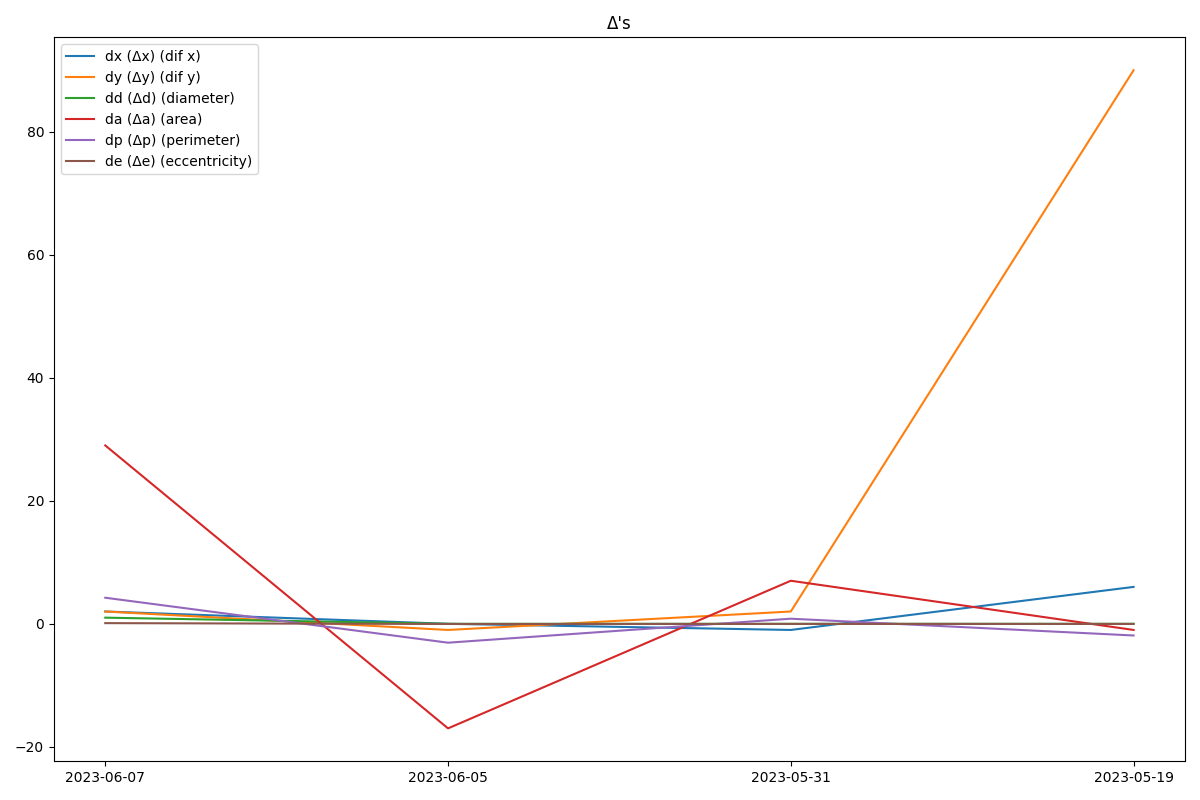 Δ's
dx (Δx) (dif x)
dy (Δy) (dif y)
dd (Δd) (diameter)
da (Δa) (area)
dp (Δp) (perimeter)
de (Δe) (eccentricity)
80
60
40
20
0
−20
2023-06-07 2023-06-05 2023-05-31 2023-05-19